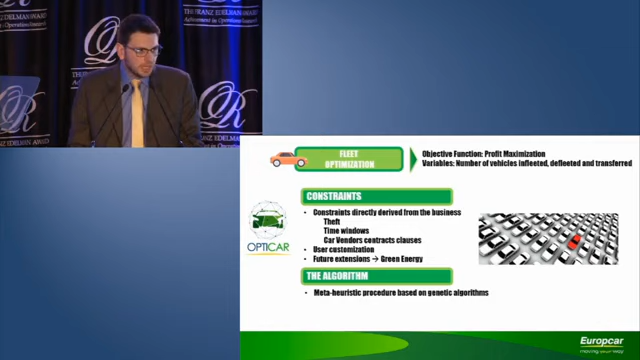 THE FRANZ EDELMAN AWARD
Achievement in Operations Research
FLEET
OPTIMIZATION
Objective Function: Profit Maximization
Variables: Number of vehicles infleeted, defleeted and transferred
CONSTRAINTS
• Constraints directly derived from the business
Theft
Time windows
Car Vendors contracts clauses
• User customization
• Future extensions → Green Energy
OPTICAR
THE ALGORITHM
• Meta-heuristic procedure based on genetic algorithms
Europcar
moving your way